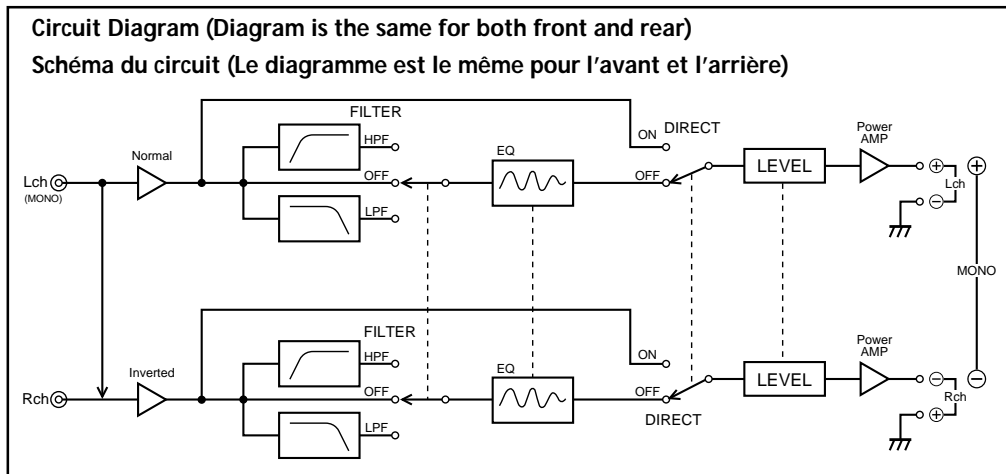 Circuit Diagram (Diagram is the same for both front and rear)
Schéma du circuit (Le diagramme est le même pour l'avant et l'arrière)
FILTER
HPF
OFF
LPF
Normal
Lch
(MONO)
EQ
ON
DIRECT
OFF
LEVEL
Power
AMP
+
Lch
−
+
MONO
−
FILTER
HPF
OFF
LPF
Inverted
Rch
EQ
ON
OFF
DIRECT
LEVEL
Power
AMP
−
Rch
+